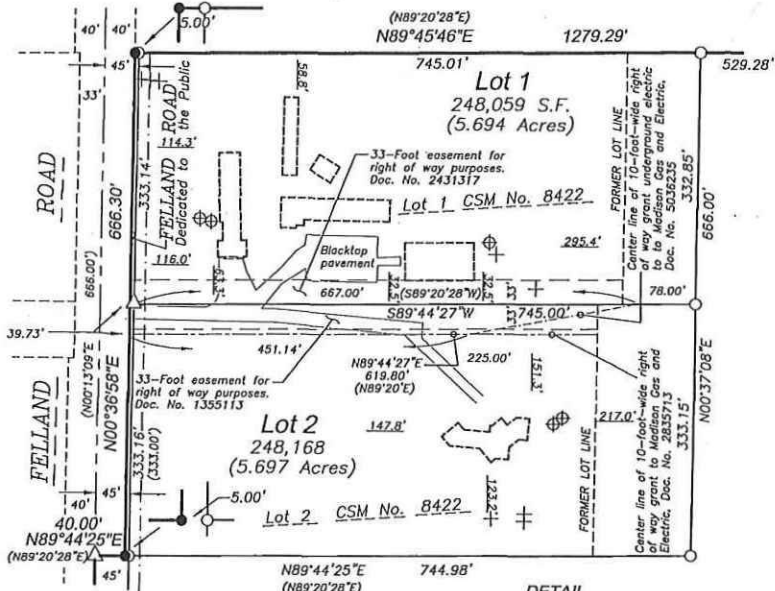 40'
40'
5.00'
(N89°20'28"E)
N89°45'46"E
1279.29'
45'
745.01'
529.28'
33'
58.8'
Lot 1
248,059 S.F.
(5.694 Acres)
FELLAND ROAD
Dedicated to the Public
114.3'
33-Foot easement for
right of way purposes.
Doc. No. 2431317
FORMER LOT LINE
Center line of 10-foot-wide right
of way grant underground electric
to to Madison Gas and Electric,
Doc. No. 5036235
332.85'
666.00'
ROAD
666.30'
333.14'
Lot 1 CSM No. 8422
116.0'
Blacktop
pavement
295.4'
(666.00')
667.00'
32.5'
(S89°20'28"W)
32.5'
33'
78.00'
S89°44'27"W
745.00'
33'
39.73'
451.14'
N89°44'27"E
619.80'
(N89°20'E)
225.00'
151.3'
(N00°13'09"E)
N00°36'58"E
33-Foot easement for
right of way purposes.
Doc. No. 1355113
N00°37'08"E
Lot 2
248,168
(5.697 Acres)
147.8'
217.0'
333.15'
FELLAND
333.16'
(333.00')
FORMER LOT LINE
Center line of 10-foot-wide right
of way grant to Madison Gas and
Electric, Doc. No. 2835713
123.2'
40'
45'
5.00'
Lot 2 CSM No. 8422
40.00'
N89°44'25"E
(N89°20'28"E)
45'
N89°44'25"E
744.98'
(N89°20'28"E)
DETAIL